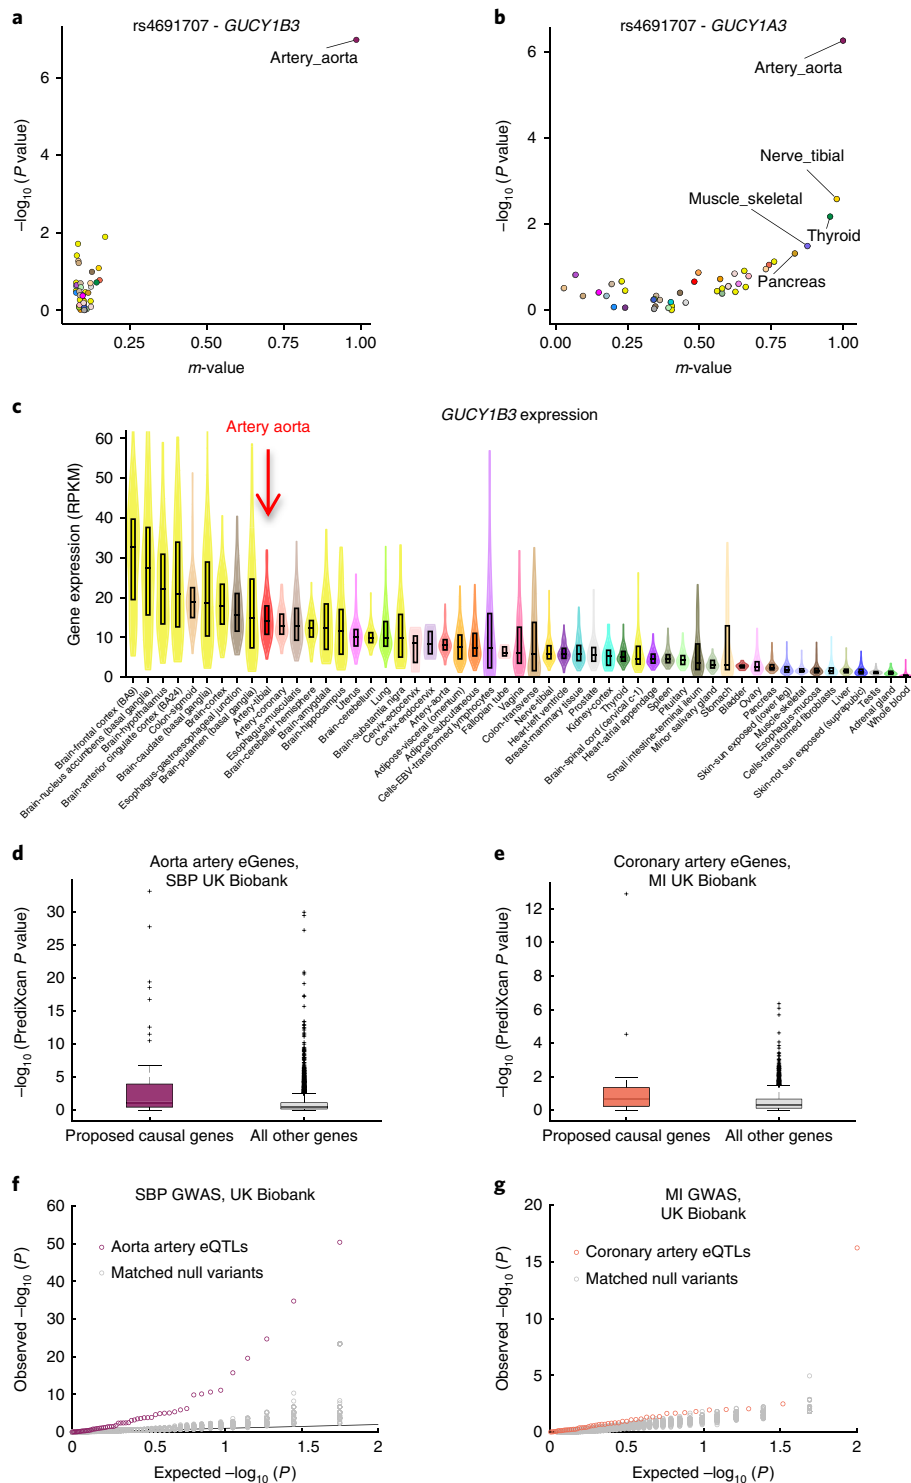 a
rs4691707 - GUCY1B3
Artery_aorta
6
4
2
0
–log10 (P value)
0.25
0.50
0.75
1.00
m-value
b
rs4691707 - GUCY1A3
Artery_aorta
Nerve_tibial
Muscle_skeletal
Thyroid
Pancreas
6
4
2
0
–log10 (P value)
0.00
0.25
0.50
0.75
1.00
m-value
c
GUCY1B3 expression
Artery aorta
60
50
40
30
20
10
0
Gene expression (RPKM)
Brain-frontal cortex (BA9)
Brain-nucleus accumbens (basal ganglia)
Brain-hypothalamus
Brain-anterior cingulate cortex (BA24)
Colon-sigmoid
Brain-caudate (basal ganglia)
Brain-cortex
Esophagus-gastroesophageal junction
Brain-putamen (basal ganglia)
Artery-tibial
Artery-coronary
Esophagus-muscularis
Brain-cerebellar hemisphere
Brain-amygdala
Brain-hippocampus
Uterus
Brain-cerebellum
Lung
Brain-substantia nigra
Cervix-ectocervix
Cervix-endocervix
Artery-aorta
Adipose-visceral (omentum)
Adipose-subcutaneous
Cells-EBV-transformed lymphocytes
Fallopian tube
Vagina
Colon-transverse
Nerve-tibial
Heart-left ventricle
Breast-mammary tissue
Prostate
Kidney-cortex
Thyroid
Brain-spinal cord (cervical c-1)
Heart-atrial appendage
Spleen
Pituitary
Small intestine-terminal ileum
Minor salivary gland
Stomach
Bladder
Ovary
Pancreas
Skin-sun exposed (lower leg)
Muscle-skeletal
Esophagus-mucosa
Cells-transformed fibroblasts
Liver
Skin-not sun exposed (suprapubic)
Testis
Adrenal gland
Whole blood
d
Aorta artery eGenes,
SBP UK Biobank
30
25
20
15
10
5
0
–log10 (PrediXcan P value)
Proposed causal genes
All other genes
e
Coronary artery eGenes,
MI UK Biobank
12
10
8
6
4
2
0
–log10 (PrediXcan P value)
Proposed causal genes
All other genes
f
SBP GWAS, UK Biobank
Aorta artery eQTLs
Matched null variants
60
50
40
30
20
10
0
Observed –log10 (P)
0
0.5
1
1.5
2
Expected –log10 (P)
g
MI GWAS,
UK Biobank
Coronary artery eQTLs
Matched null variants
20
15
10
5
0
Observed –log10 (P)
0
0.5
1
1.5
2
Expected –log10 (P)